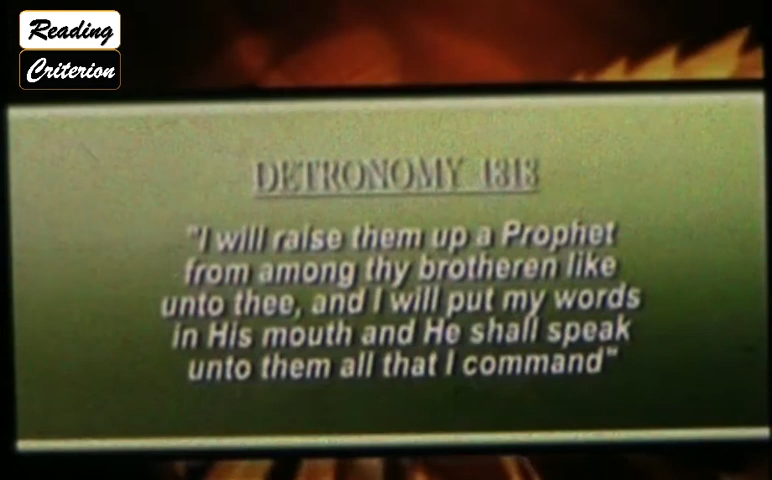 Reading
Criterion
DETRONOMY 1818
"I will raise them up a Prophet
from among thy brotheren like
unto thee, and I will put my words
in His mouth and He shall speak
unto them all that I command"